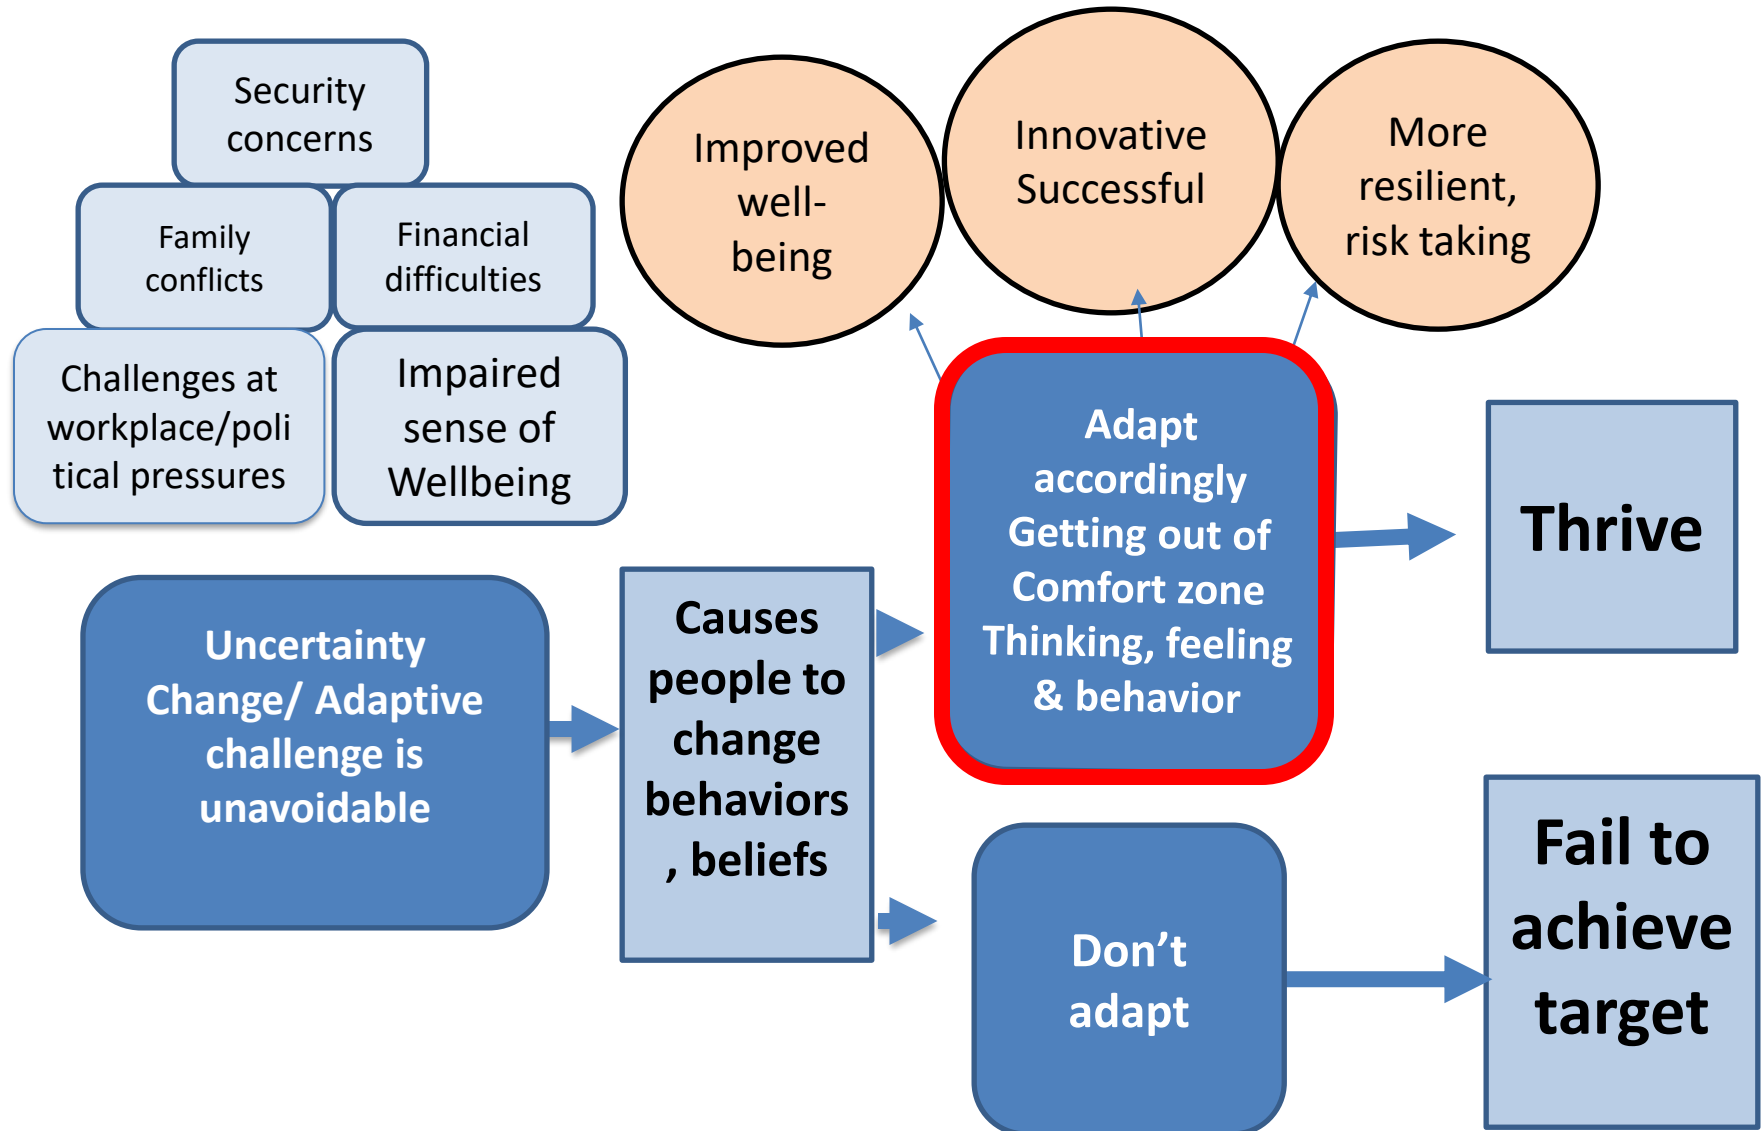 Security
concerns
Family
conflicts
Financial
difficulties
Challenges at
workplace/poli
tical pressures
Impaired
sense of
Wellbeing
Improved
well-
being
Innovative
Successful
More
resilient,
risk taking
Uncertainty
Change/ Adaptive
challenge is
unavoidable
Causes
people to
change
behaviors
, beliefs
Adapt
accordingly
Getting out of
Comfort zone
Thinking, feeling
& behavior
Thrive
Don’t
adapt
Fail to
achieve
target